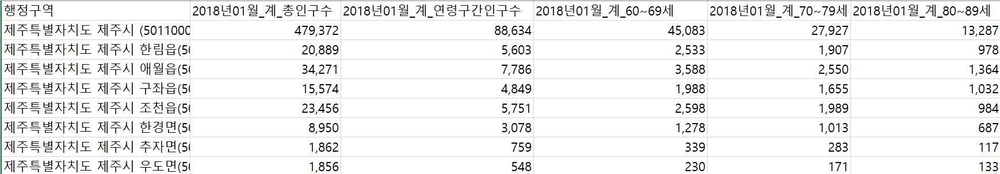 행정구역 2018년01월_계_총인구수 2018년01월_계_연령구간인구수 2018년01월_계_60~69세 2018년01월_계_70~79세 2018년01월_계_80~89세
제주특별자치도 제주시 (5011000 479,372 88,634 45,083 27,927 13,287
제주특별자치도 제주시 한림읍(50 20,889 5,603 2,533 1,907 978
제주특별자치도 제주시 애월읍(50 34,271 7,786 3,588 2,550 1,364
제주특별자치도 제주시 구좌읍(50 15,574 4,849 1,988 1,655 1,032
제주특별자치도 제주시 조천읍(50 23,456 5,751 2,598 1,989 984
제주특별자치도 제주시 한경면(50 8,950 3,078 1,278 1,013 687
제주특별자치도 제주시 추자면(50 1,862 759 339 283 117
제주특별자치도 제주시 우도면(50 1,856 548 230 171 133